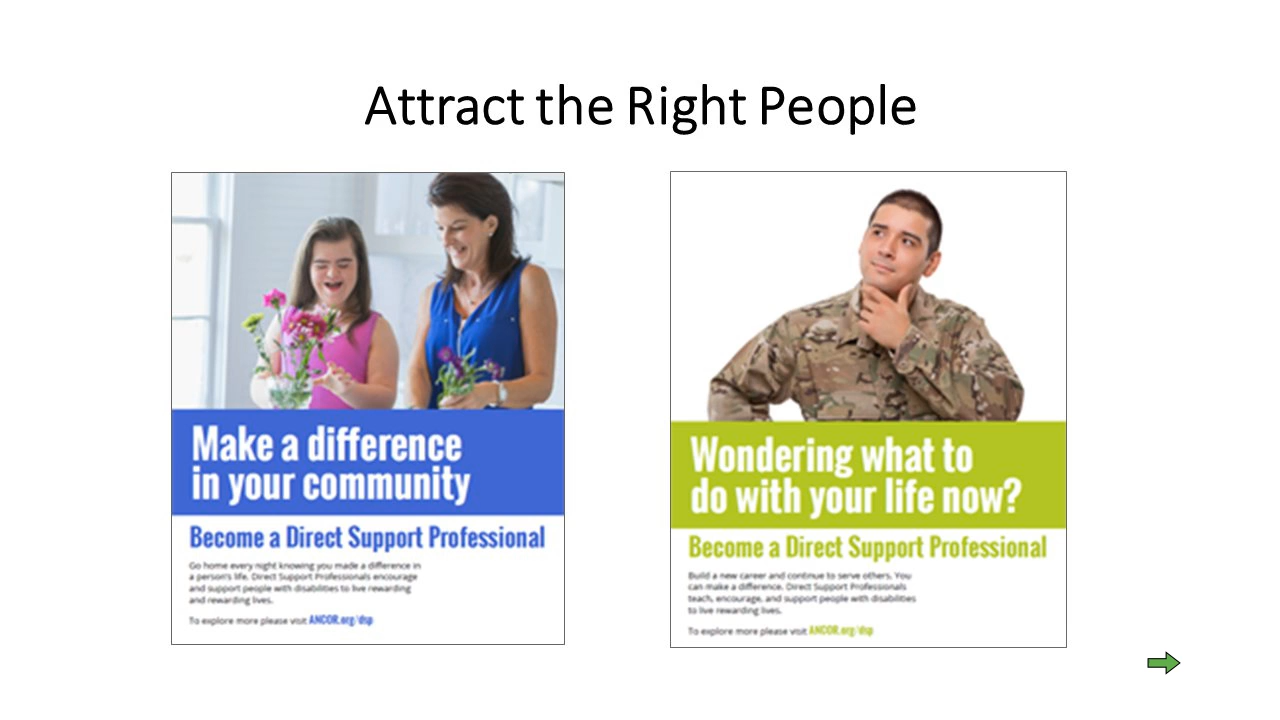 Attract the Right People
Make a difference
in your community
Become a Direct Support Professional
Go home every night knowing you made a difference in
a person's life. Direct Support Professionals encourage
and support people with disabilities to live rewarding
and rewarding lives.
To explore more please visit ANCOR.org/dsp
Wondering what to
do with your life now?
Become a Direct Support Professional
Build a new career and continue to serve others. You
can make a difference. Direct Support Professionals
teach, encourage, and support people with disabilities
to live rewarding lives.
To explore more please visit ANCOR.org/dsp